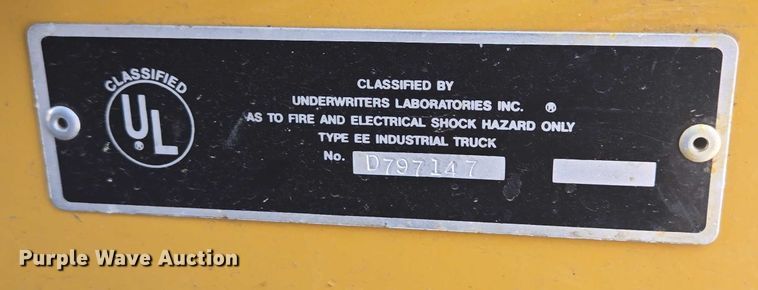 CLASSIFIED
UL®
CLASSIFIED BY
UNDERWRITERS LABORATORIES INC. ®
AS TO FIRE AND ELECTRICAL SHOCK HAZARD ONLY
TYPE EE INDUSTRIAL TRUCK
No. D797147
Purple Wave Auction